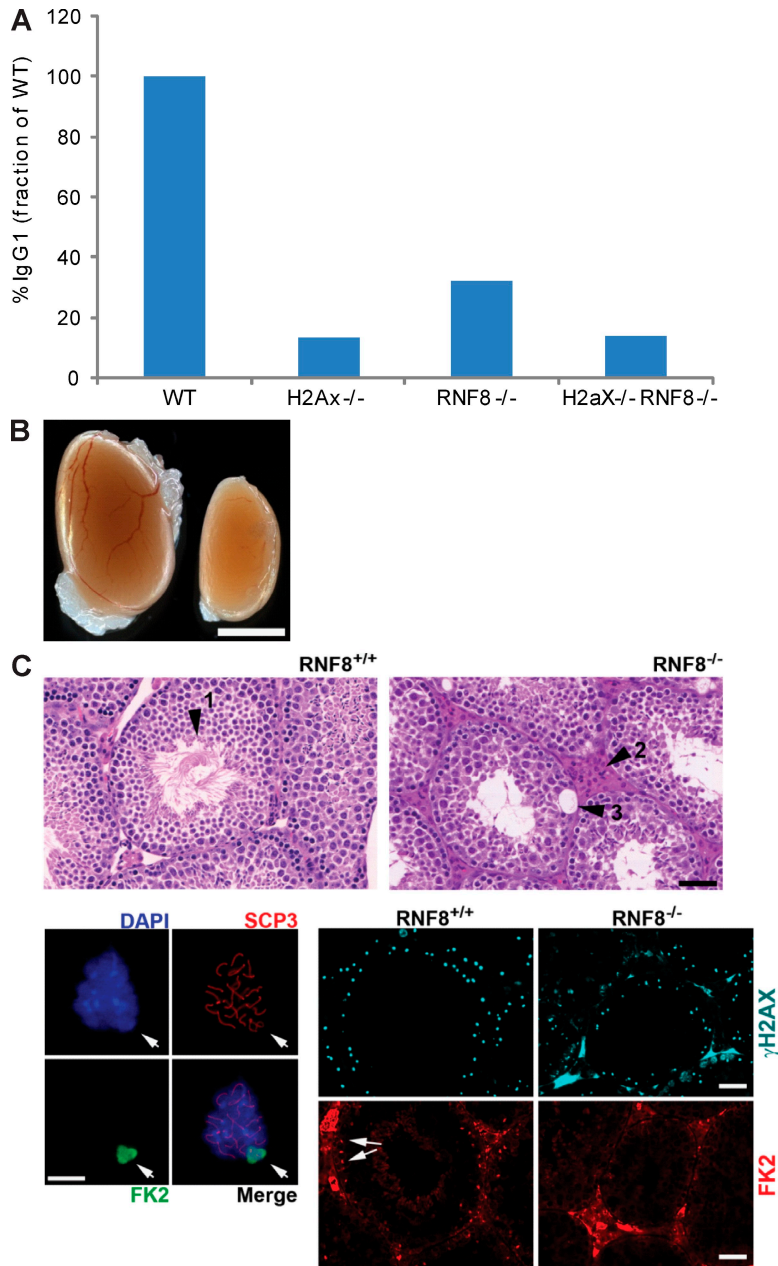 A
% IgG1 (fraction of WT)
120
100
80
60
40
20
0
WT
H2Ax-/-
RNF8 -/-
H2aX-/- RNF8-/-
B
C
RNF8+/+
RNF8-/-
1
2
3
DAPI
SCP3
FK2
Merge
RNF8+/+
RNF8-/-
γH2AX
FK2